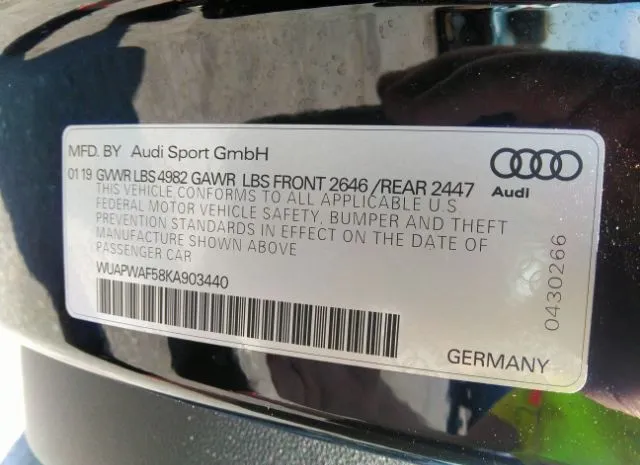 MFD. BY Audi Sport GmbH
01 19 GVWR LBS 4982 GAWR LBS FRONT 2646 /REAR 2447
THIS VEHICLE CONFORMS TO ALL APPLICABLE U S
FEDERAL MOTOR VEHICLE SAFETY, BUMPER AND THEFT
PREVENTION STANDARDS IN EFFECT ON THE DATE OF
MANUFACTURE SHOWN ABOVE
PASSENGER CAR
WUAPWAF58KA903440
Audi
0430266
GERMANY